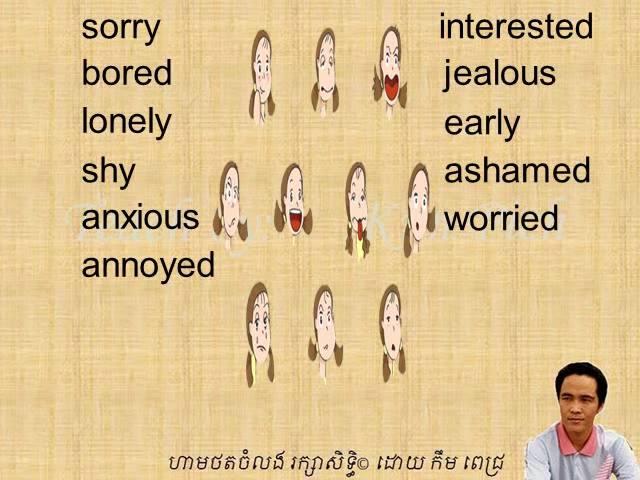 sorry
bored
lonely
shy
anxious
annoyed
interested
jealous
early
ashamed
worried
ហាមថតចំលង រក្សាសិទ្ធិ© ដោយ កឹម ពេជ្រ